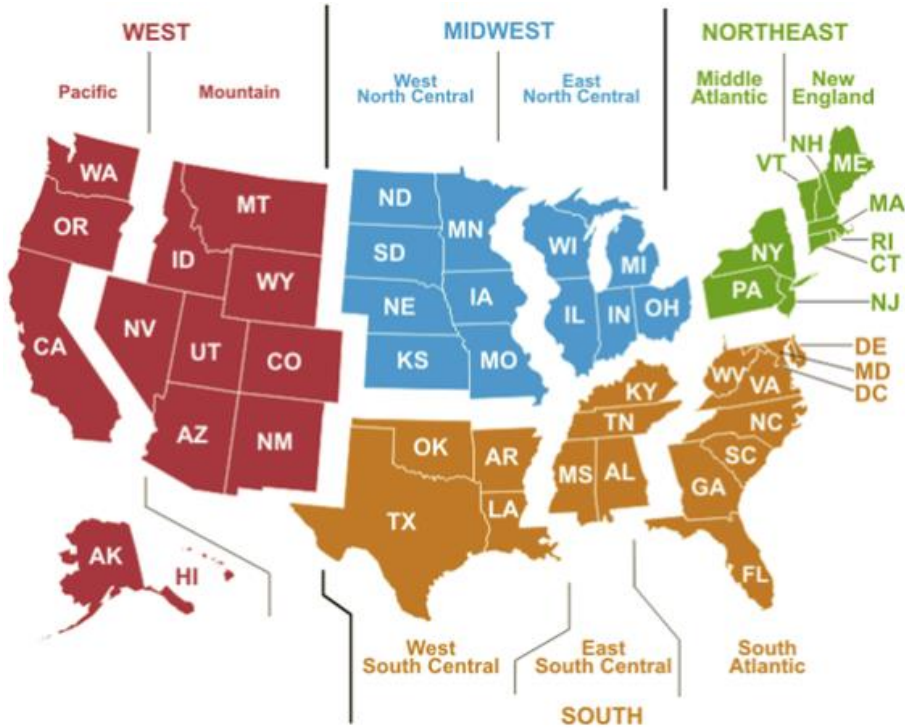 WEST
MIDWEST
NORTHEAST
Pacific
Mountain
West
North Central
East
North Central
Middle
Atlantic
New
England
WA
OR
CA
MT
ID
WY
NV
UT
CO
AZ
NM
AK
HI
ND
SD
NE
KS
MN
IA
MO
WI
MI
IL
IN
OH
NY
PA
NJ
VT
NH
ME
MA
RI
CT
DE
MD
DC
WV
VA
NC
SC
GA
FL
KY
TN
MS
AL
OK
AR
TX
LA
West
South Central
East
South Central
South
Atlantic
SOUTH